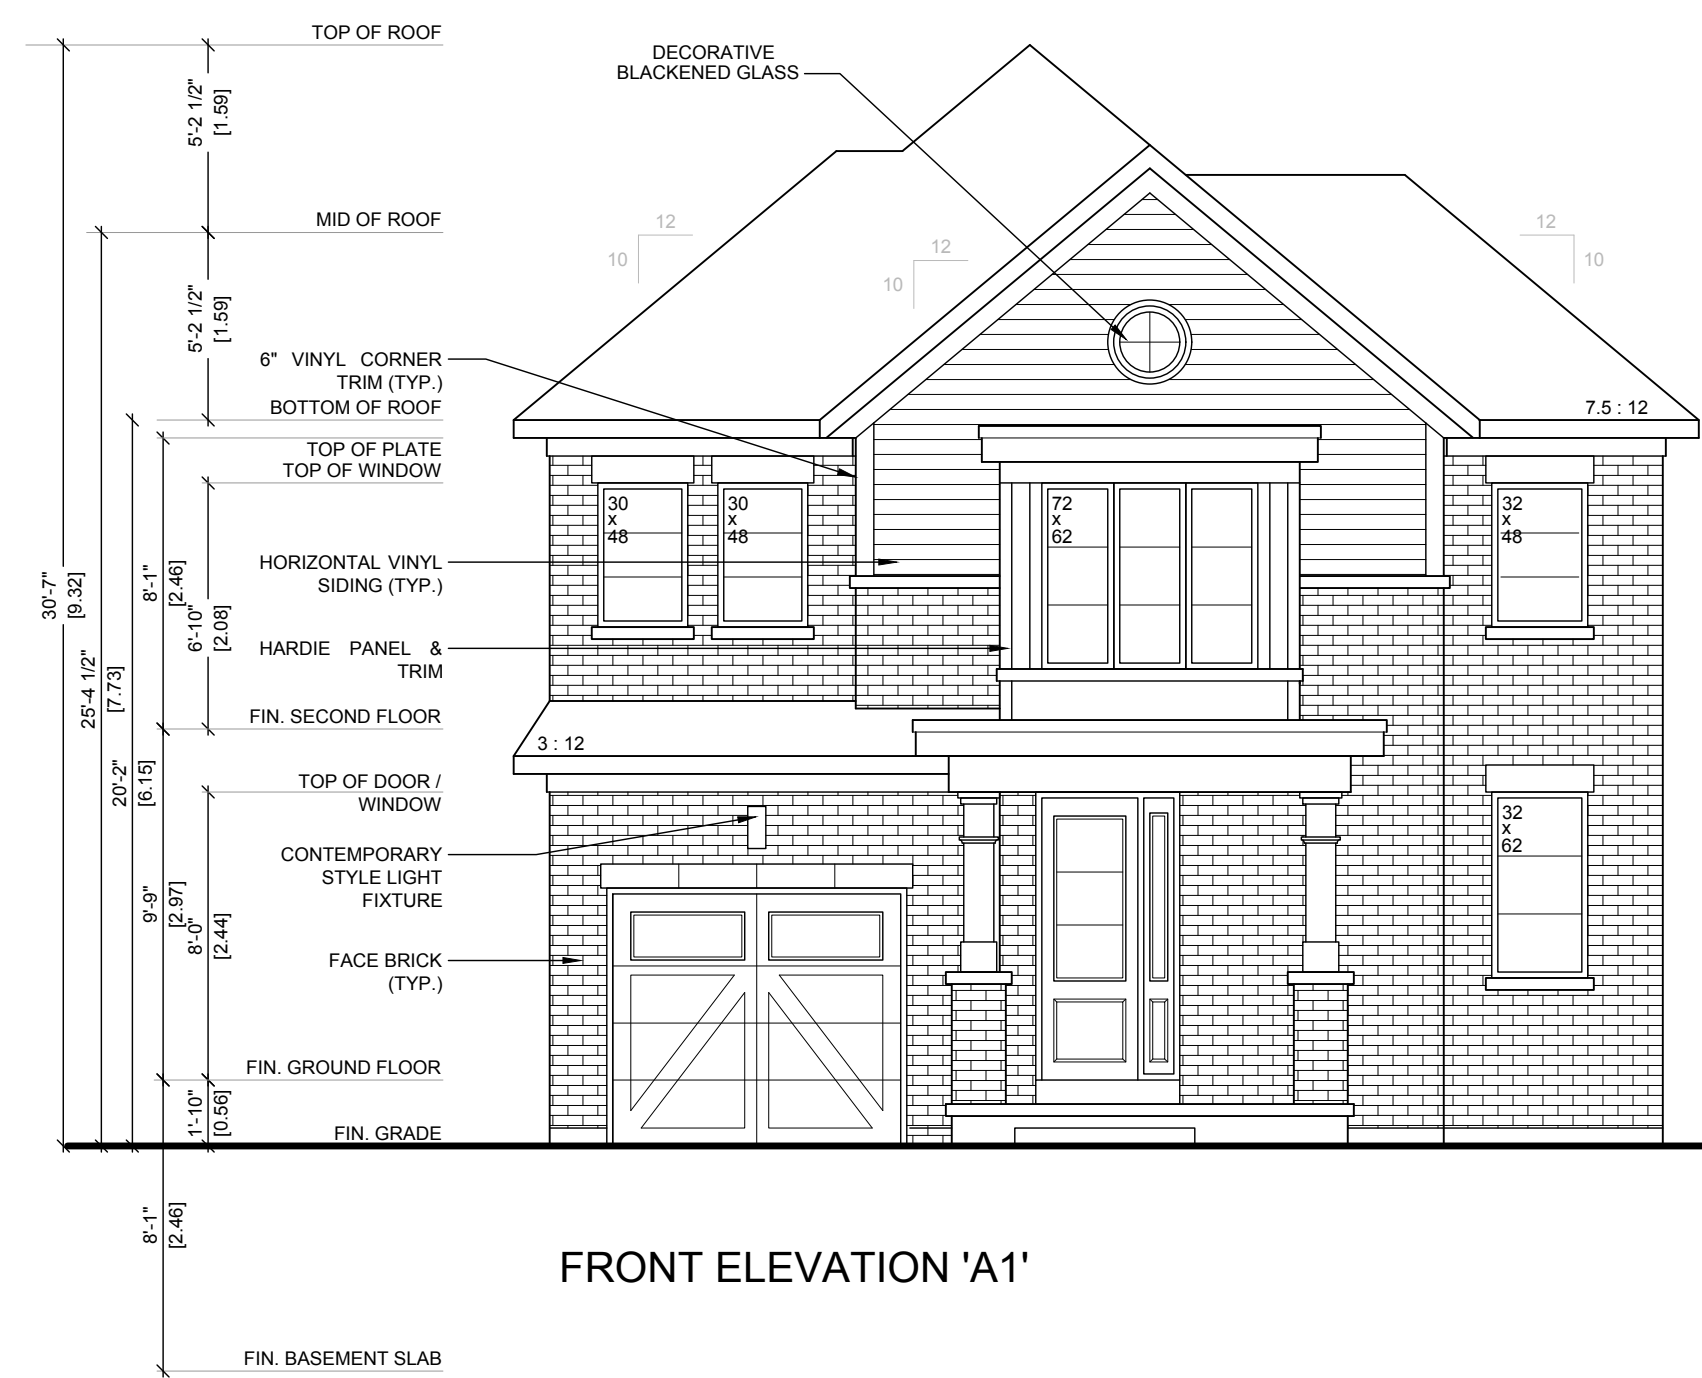 TOP OF ROOF
DECORATIVE
BLACKENED GLASS
5'-2 1/2"
[1.59]
MID OF ROOF
12
10
12
10
12
10
5'-2 1/2"
[1.59]
6" VINYL CORNER
TRIM (TYP.)
BOTTOM OF ROOF
7.5 : 12
TOP OF PLATE
TOP OF WINDOW
30
x
48
30
x
48
72
x
62
32
x
48
HORIZONTAL VINYL
SIDING (TYP.)
30'-7"
[9.32]
8'-1"
[2.46]
6'-10"
[2.08]
HARDIE PANEL &
TRIM
25'-4 1/2"
[7.73]
FIN. SECOND FLOOR
3 : 12
20'-2"
[6.15]
TOP OF DOOR /
WINDOW
32
x
62
CONTEMPORARY
STYLE LIGHT
FIXTURE
9'-9"
[2.97]
8'-0"
[2.44]
FACE BRICK
(TYP.)
FIN. GROUND FLOOR
1'-10"
[0.56]
FIN. GRADE
8'-1"
[2.46]
FRONT ELEVATION 'A1'
FIN. BASEMENT SLAB